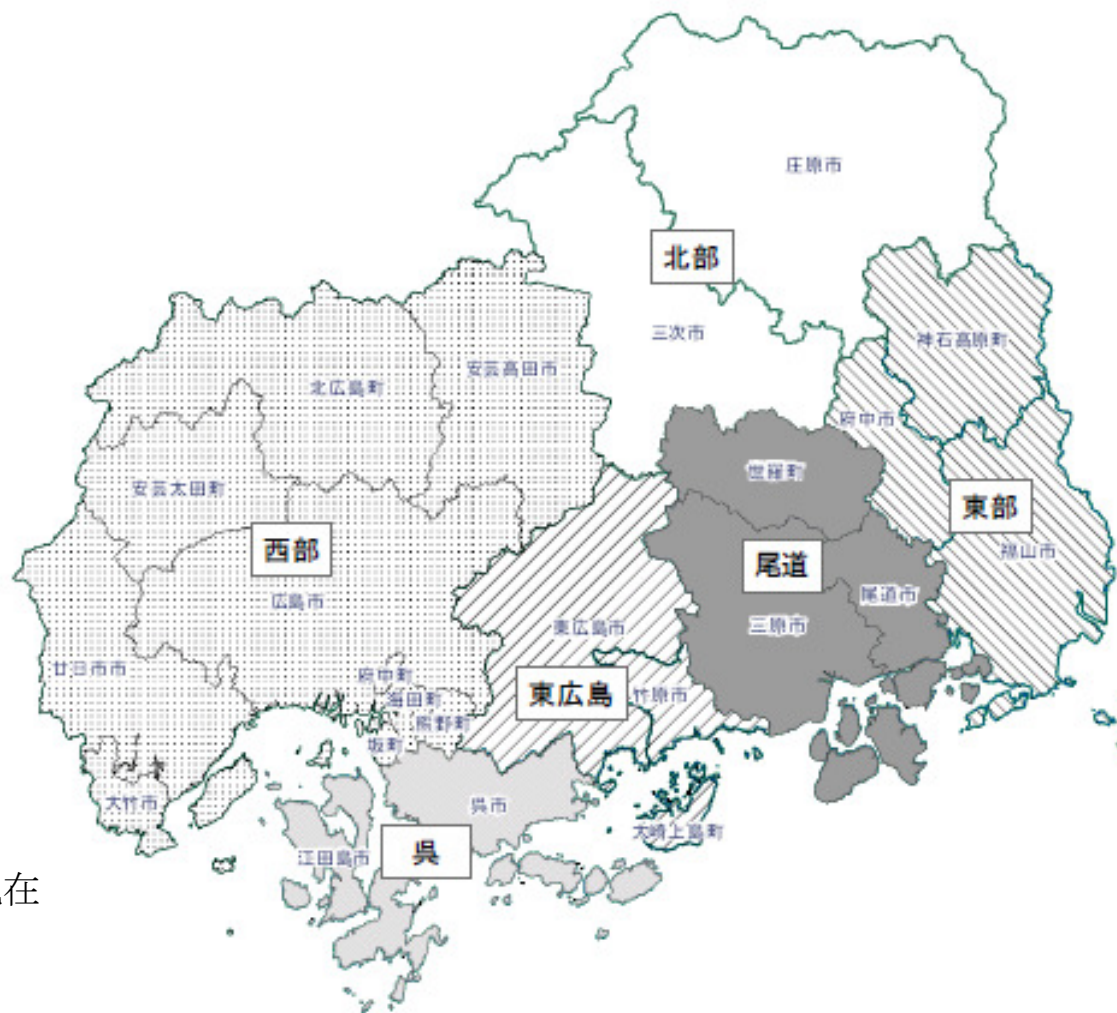 庄原市
北部
三次市
神石高原町
安芸高田市
北広島町
府中市
世羅町
安芸太田町
東部
西部
福山市
尾道
広島市
尾道市
東広島市
三原市
廿日市市
府中町
海田町
東広島
竹原市
熊野町
坂町
大竹市
呉市
大崎上島町
呉
江田島市
在